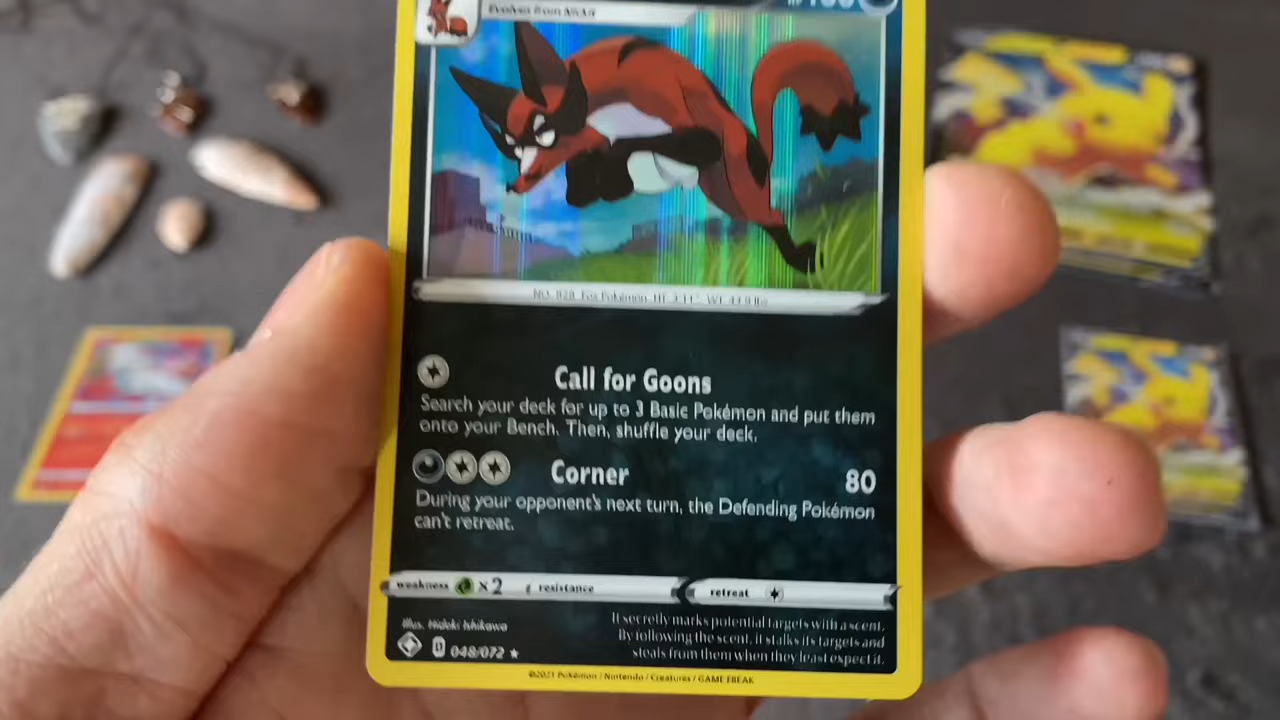 Evolves from Nickit
NO. 828 Fox Pokémon HT: 3'11" WT: 43.9 lbs
Call for Goons
Search your deck for up to 3 Basic Pokémon and put them
onto your Bench. Then, shuffle your deck.
Corner 80
During your opponent's next turn, the Defending Pokémon
can't retreat.
weakness ×2 resistance retreat
Illus. Hideki Ishikawa
It secretly marks potential targets with a scent.
By following the scent, it stalks its targets and
steals from them when they least expect it.
D 048/072 ★
©2021 Pokémon / Nintendo / Creatures / GAME FREAK